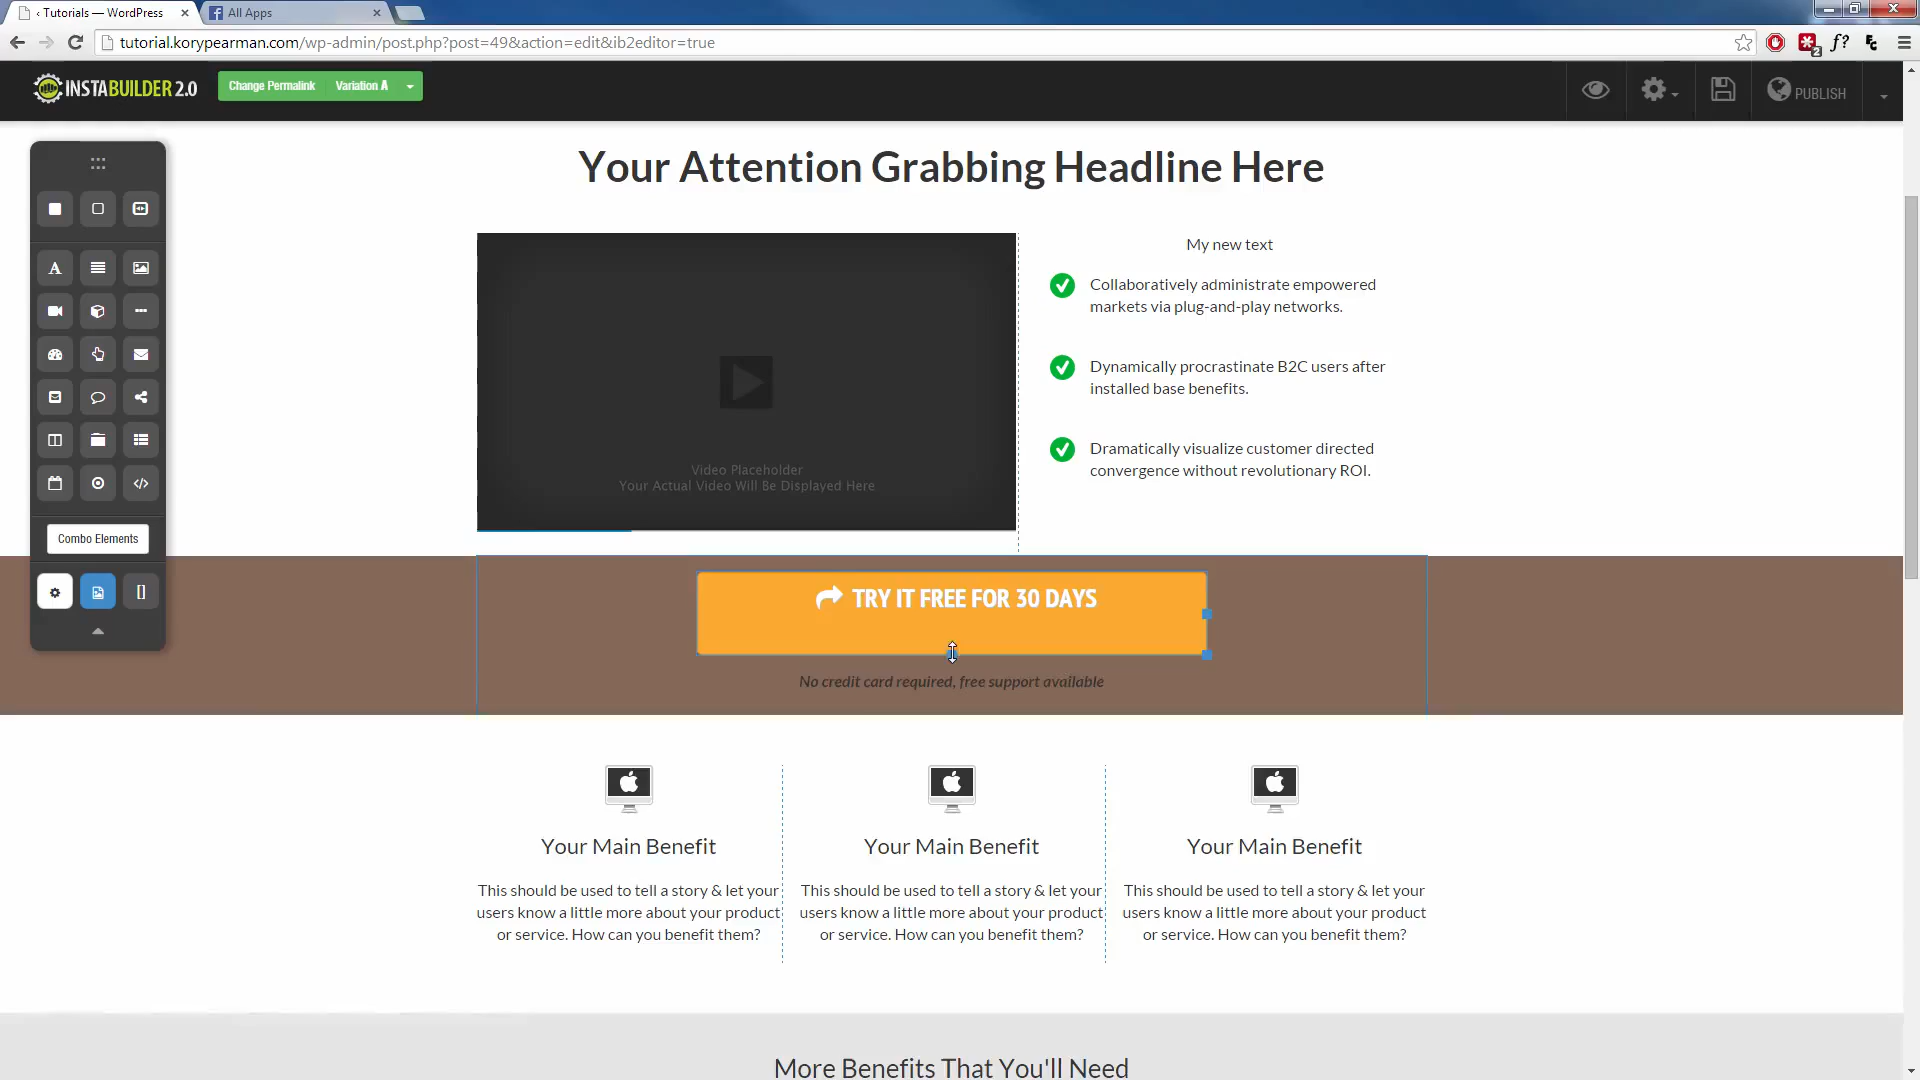 ‹ Tutorials — WordPress
All Apps
tutorial.korypearman.com/wp-admin/post.php?post=49&action=edit&ib2editor=true
f?
2
INSTABUILDER 2.0
Change Permalink
Variation A
PUBLISH
Your Attention Grabbing Headline Here
My new text
Collaboratively administrate empowered
markets via plug-and-play networks.
Dynamically procrastinate B2C users after
installed base benefits.
Dramatically visualize customer directed
convergence without revolutionary ROI.
Video Placeholder
Your Actual Video Will Be Displayed Here
A
Combo Elements
TRY IT FREE FOR 30 DAYS
No credit card required, free support available
Your Main Benefit
This should be used to tell a story & let your
users know a little more about your product
or service. How can you benefit them?
Your Main Benefit
This should be used to tell a story & let your
users know a little more about your product
or service. How can you benefit them?
Your Main Benefit
This should be used to tell a story & let your
users know a little more about your product
or service. How can you benefit them?
More Benefits That You'll Need